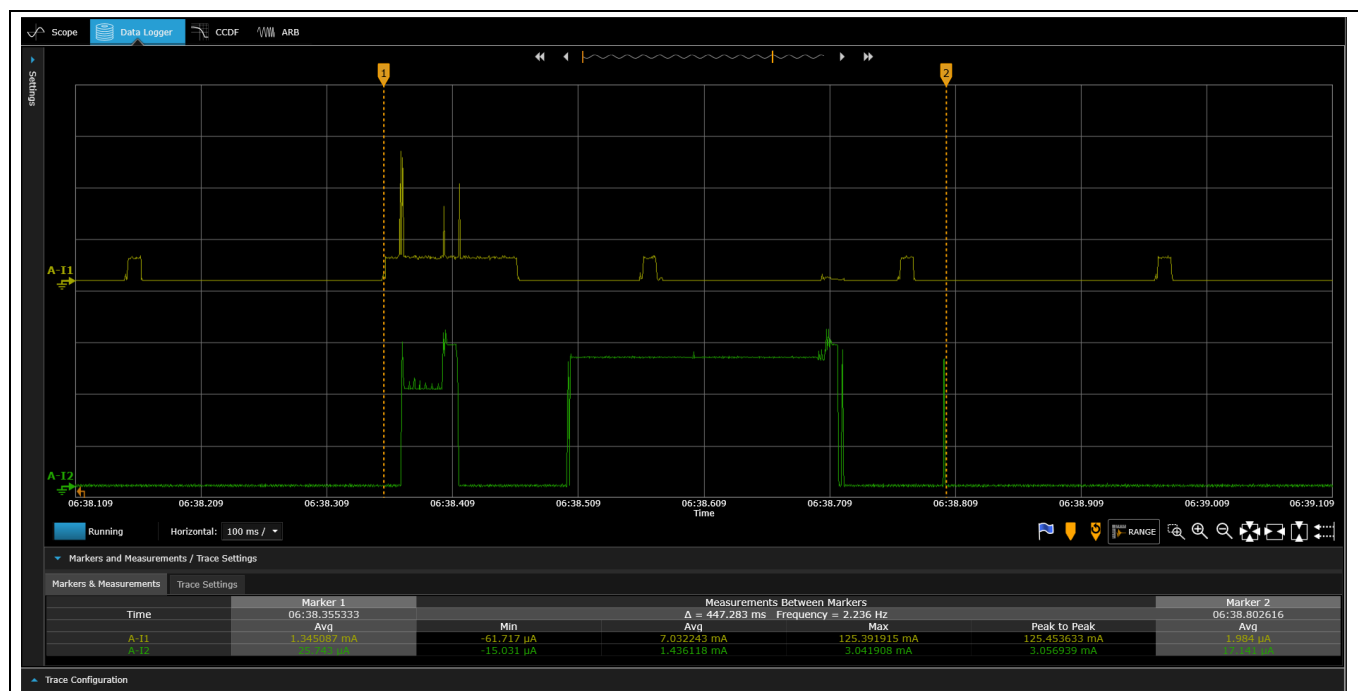 Scope Data Logger CCDF ARB
Settings
1 2
A-I1
A-I2
06:38.109 06:38.209 06:38.309 06:38.409 06:38.509 06:38.609 06:38.709 06:38.809 06:38.909 06:39.009 06:39.109
Time
Running Horizontal: 100 ms / RANGE
Markers and Measurements / Trace Settings
Markers & Measurements Trace Settings
Marker 1 Measurements Between Markers Marker 2
Time 06:38.355333 Δ = 447.283 ms Frequency = 2.236 Hz 06:38.802616
Avg Min Avg Max Peak to Peak Avg
A-I1 1.345087 mA -61.717 µA 7.032243 mA 125.391915 mA 125.453633 mA 1.984 µA
A-I2 25.743 µA -15.031 µA 1.436118 mA 3.041908 mA 3.056939 mA 17.141 µA
Trace Configuration